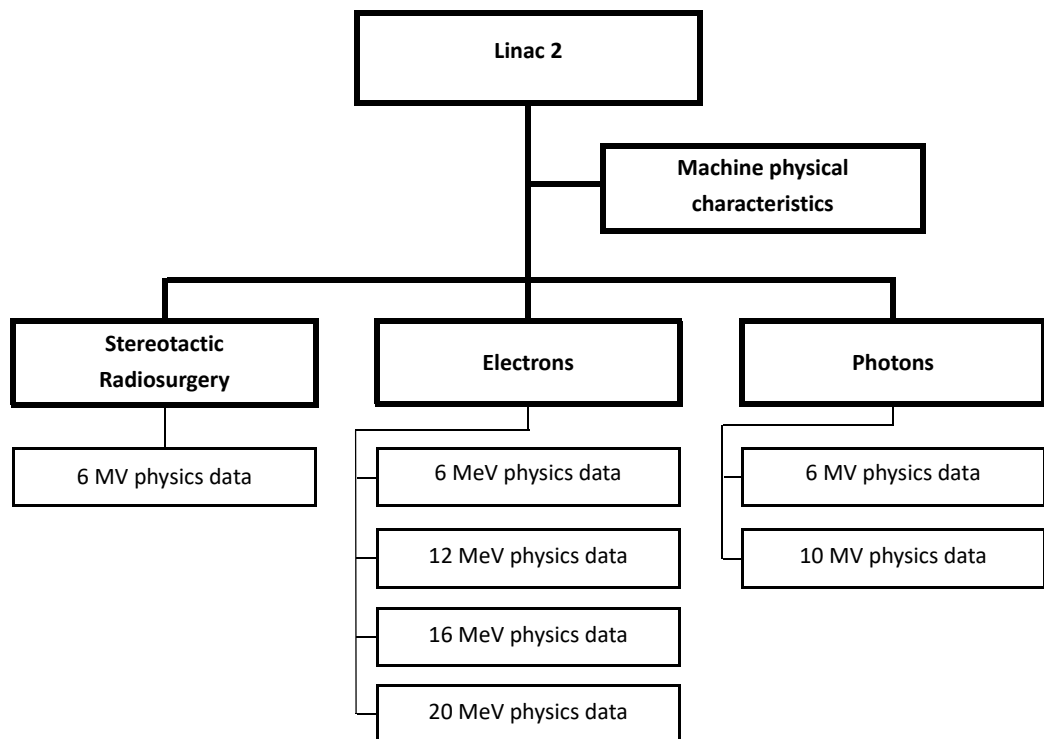 Linac 2
Machine physical
characteristics
Stereotactic
Radiosurgery
Electrons
Photons
6 MV physics data
6 MeV physics data
6 MV physics data
12 MeV physics data
10 MV physics data
16 MeV physics data
20 MeV physics data